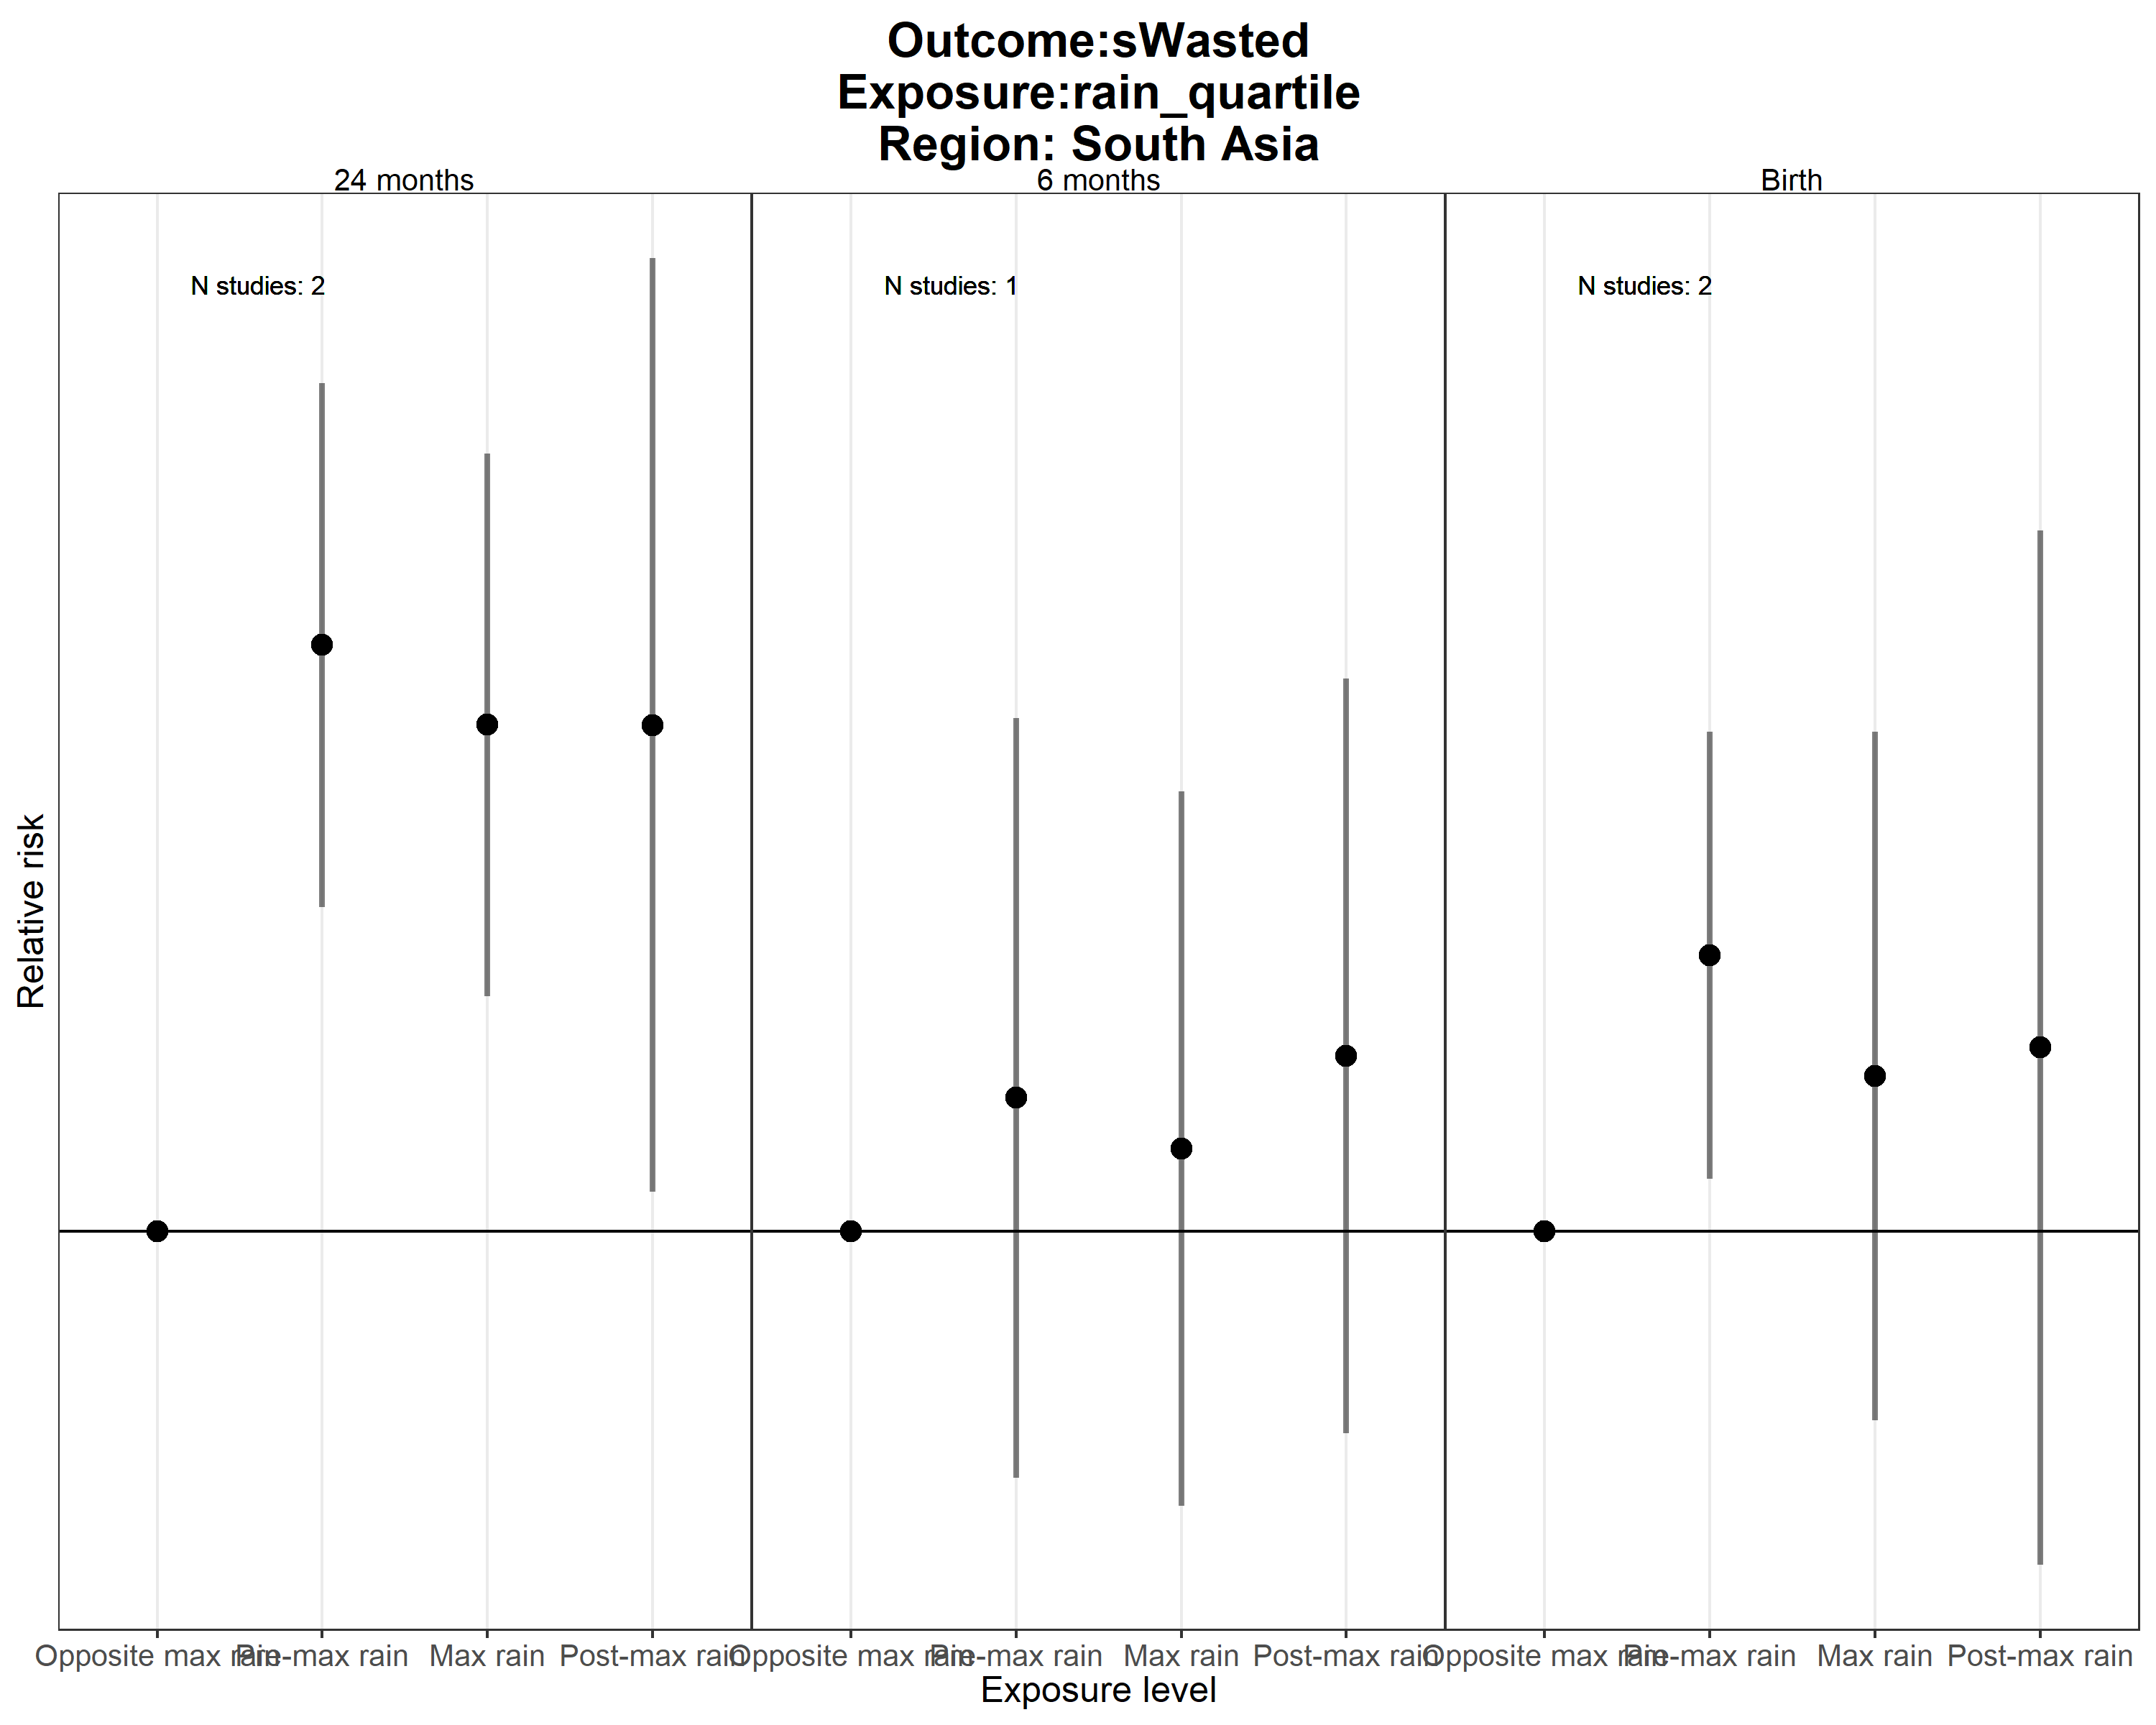 Outcome:sWasted
Exposure:rain_quartile
Region: South Asia
24 months
6 months
Birth
N studies: 2
N studies: 1
N studies: 2
Relative risk
Opposite max rain
Pre-max rain
Max rain
Post-max rain
Opposite max rain
Pre-max rain
Max rain
Post-max rain
Opposite max rain
Pre-max rain
Max rain
Post-max rain
Exposure level